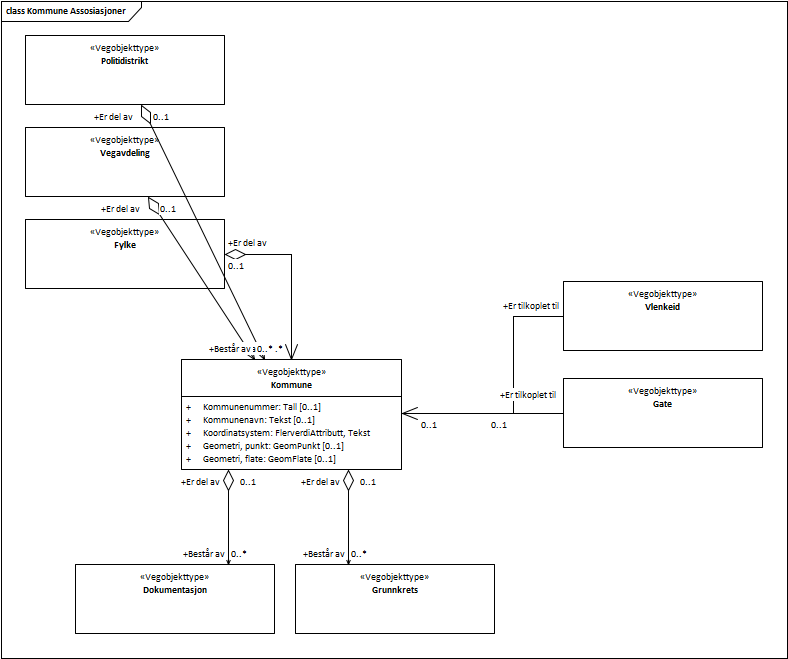 class Kommune Assosiasjoner
«Vegobjekttype»
Politidistrikt
+Er del av
0..1
«Vegobjekttype»
Vegavdeling
+Er del av
0..1
«Vegobjekttype»
Fylke
+Er del av
0..1
+Består av
0..*
.*
«Vegobjekttype»
Vlenkeid
+Er tilkoplet til
«Vegobjekttype»
Gate
+Er tilkoplet til
0..1
0..1
«Vegobjekttype»
Kommune
+ Kommunenummer: Tall [0..1]
+ Kommunenavn: Tekst [0..1]
+ Koordinatsystem: FlerverdiAttributt, Tekst
+ Geometri, punkt: GeomPunkt [0..1]
+ Geometri, flate: GeomFlate [0..1]
+Er del av
0..1
+Er del av
0..1
+Består av
0..*
+Består av
0..*
«Vegobjekttype»
Dokumentasjon
«Vegobjekttype»
Grunnkrets